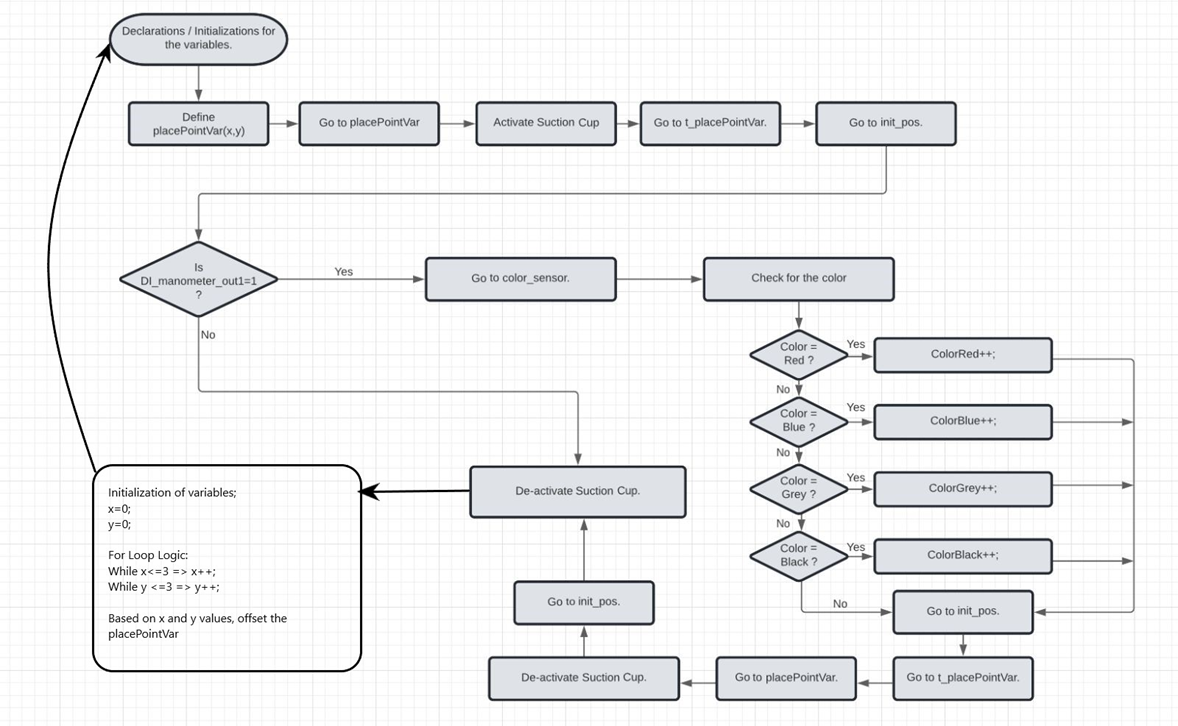 Declarations / Initializations for
the variables.
Define
placePointVar(x,y)
Go to placePointVar
Activate Suction Cup
Go to t_placePointVar.
Go to init_pos.
Is
DI_manometer_out1=1
?
Yes
Go to color_sensor.
Check for the color
No
Color =
Red ?
Yes
ColorRed++;
No
Color =
Blue ?
Yes
ColorBlue++;
No
Color =
Grey ?
Yes
ColorGrey++;
No
Color =
Black ?
Yes
ColorBlack++;
No
Go to init_pos.
Go to t_placePointVar.
Go to placePointVar.
De-activate Suction Cup.
Go to init_pos.
De-activate Suction Cup.
Initialization of variables;
x=0;
y=0;
For Loop Logic:
While x<=3 => x++;
While y <=3 => y++;
Based on x and y values, offset the
placePointVar